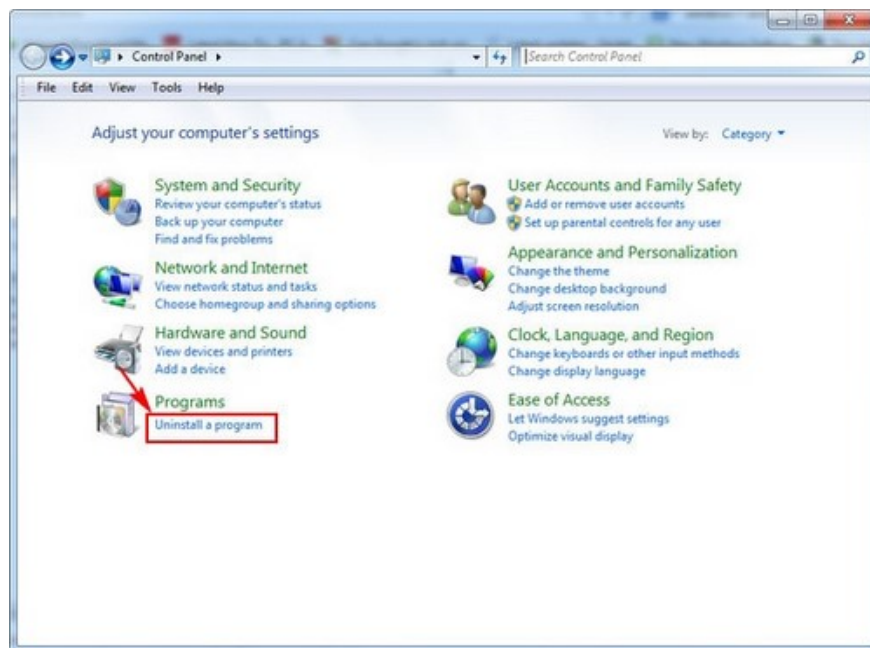 Control Panel
Search Control Panel
File Edit View Tools Help
Adjust your computer's settings
View by: Category
System and Security
Review your computer's status
Back up your computer
Find and fix problems
Network and Internet
View network status and tasks
Choose homegroup and sharing options
Hardware and Sound
View devices and printers
Add a device
Programs
Uninstall a program
User Accounts and Family Safety
Add or remove user accounts
Set up parental controls for any user
Appearance and Personalization
Change the theme
Change desktop background
Adjust screen resolution
Clock, Language, and Region
Change keyboards or other input methods
Change display language
Ease of Access
Let Windows suggest settings
Optimize visual display